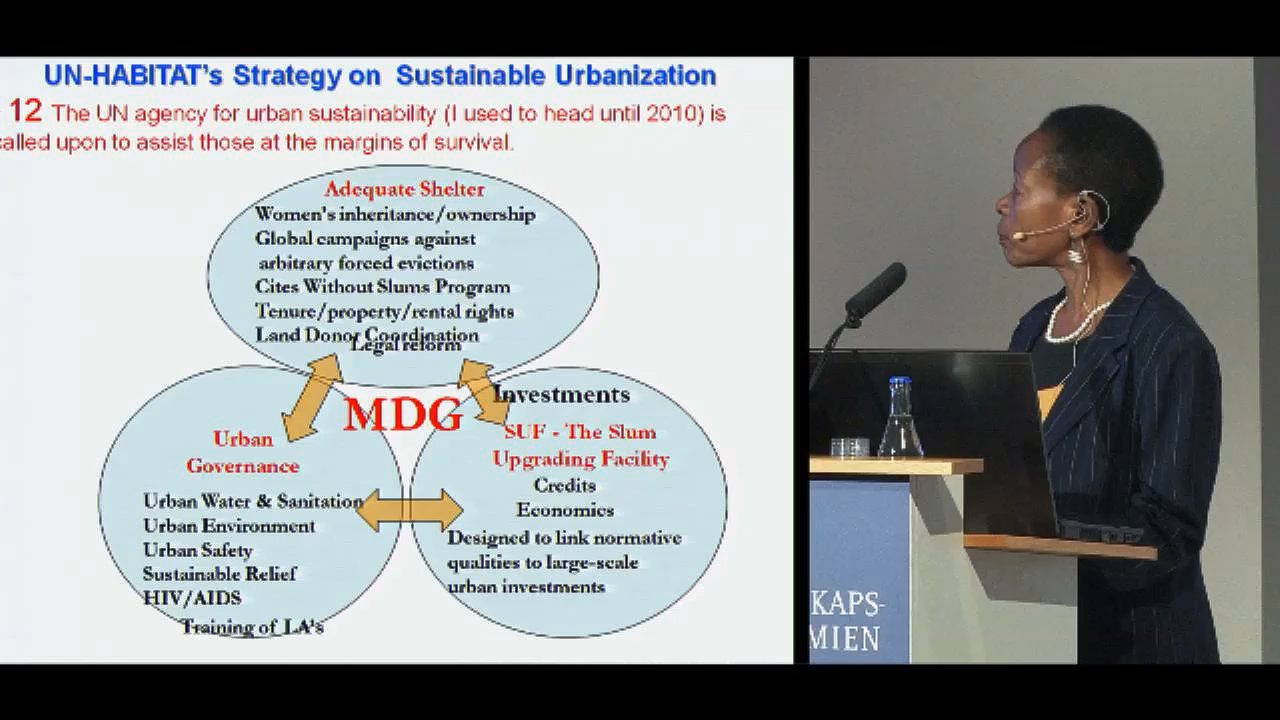 UN-HABITAT's Strategy on Sustainable Urbanization
12 The UN agency for urban sustainability (I used to head until 2010) is
called upon to assist those at the margins of survival.
Adequate Shelter
Women's inheritance/ownership
Global campaigns against
arbitrary forced evictions
Cites Without Slums Program
Tenure/property/rental rights
Land Donor Coordination
Legal reform
MDG
Urban
Governance
Urban Water & Sanitation
Urban Environment
Urban Safety
Sustainable Relief
HIV/AIDS
Training of LA's
Investments
SUF - The Slum
Upgrading Facility
Credits
Economics
Designed to link normative
qualities to large-scale
urban investments
KAPS-
MIEN